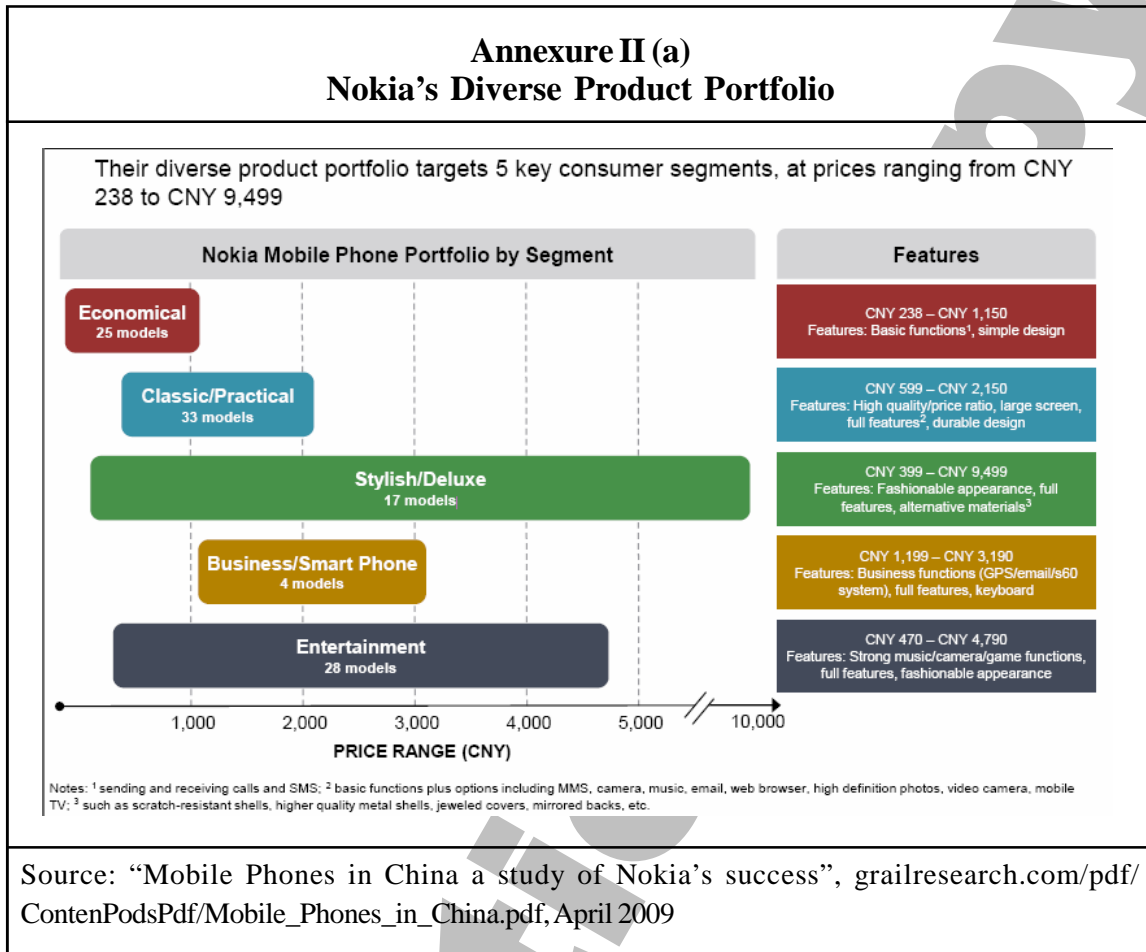 Annexure II (a)
Nokia's Diverse Product Portfolio
Their diverse product portfolio targets 5 key consumer segments, at prices ranging from CNY
238 to CNY 9,499
Nokia Mobile Phone Portfolio by Segment
Features
Economical
25 models
CNY 238 – CNY 1,150
Features: Basic functions¹, simple design
Classic/Practical
33 models
CNY 599 – CNY 2,150
Features: High quality/price ratio, large screen,
full features², durable design
Stylish/Deluxe
17 models
CNY 399 – CNY 9,499
Features: Fashionable appearance, full
features, alternative materials³
Business/Smart Phone
4 models
CNY 1,199 – CNY 3,190
Features: Business functions (GPS/email/s60
system), full features, keyboard
Entertainment
28 models
CNY 470 – CNY 4,790
Features: Strong music/camera/game functions,
full features, fashionable appearance
1,000 2,000 3,000 4,000 5,000 10,000
PRICE RANGE (CNY)
Notes: ¹ sending and receiving calls and SMS; ² basic functions plus options including MMS, camera, music, email, web browser, high definition photos, video camera, mobile
TV; ³ such as scratch-resistant shells, higher quality metal shells, jeweled covers, mirrored backs, etc.
Source: “Mobile Phones in China a study of Nokia's success”, grailresearch.com/pdf/
ContenPodsPdf/Mobile_Phones_in_China.pdf, April 2009